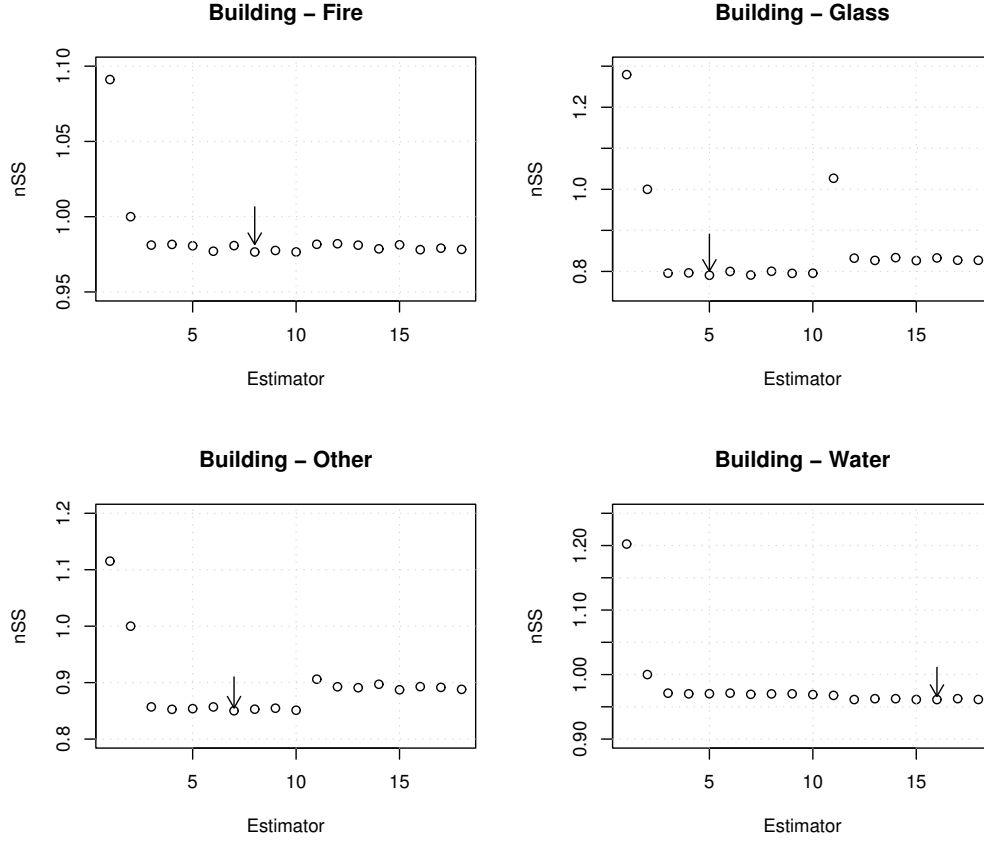 Building – Fire
nSS
1.10
1.05
1.00
0.95
5 10 15
Estimator
Building – Glass
nSS
1.2
1.0
0.8
5 10 15
Estimator
Building – Other
nSS
1.2
1.1
1.0
0.9
0.8
5 10 15
Estimator
Building – Water
nSS
1.20
1.10
1.00
0.90
5 10 15
Estimator